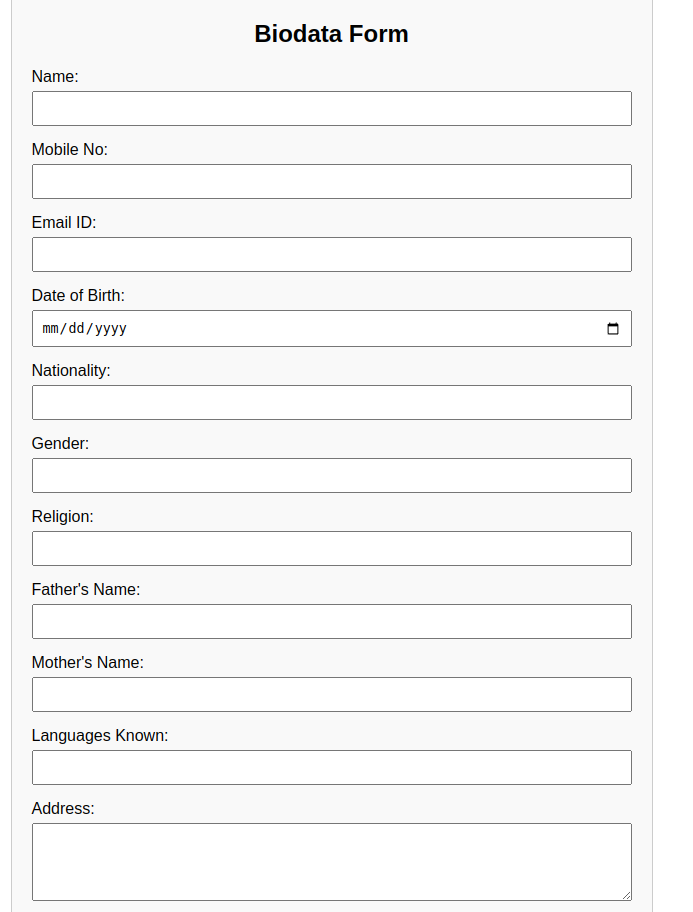 Biodata Form
Name:
Mobile No:
Email ID:
Date of Birth:
mm/dd/yyyy
Nationality:
Gender:
Religion:
Father's Name:
Mother's Name:
Languages Known:
Address: